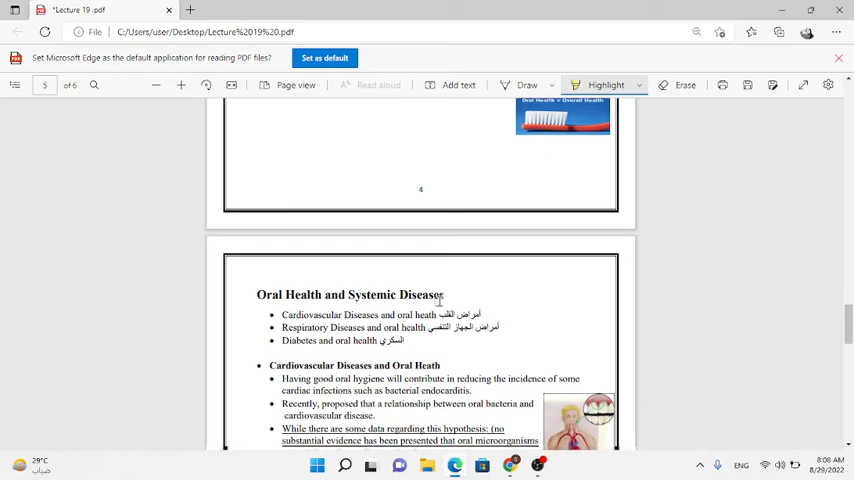 *Lecture 19 .pdf
File
C:/Users/user/Desktop/Lecture%2019%20.pdf
Set Microsoft Edge as the default application for reading PDF files?
Set as default
5 of 6
Page view
Read aloud
Add text
Draw
Highlight
Erase
Oral Health = Overall Health
4
Oral Health and Systemic Diseases
• Cardiovascular Diseases and oral heath أمراض القلب
• Respiratory Diseases and oral health أمراض الجهاز التنفسي
• Diabetes and oral health السكري
• Cardiovascular Diseases and Oral Heath
• Having good oral hygiene will contribute in reducing the incidence of some
cardiac infections such as bacterial endocarditis.
• Recently, proposed that a relationship between oral bacteria and
cardiovascular disease.
• While there are some data regarding this hypothesis: (no
substantial evidence has been presented that oral microorganisms
29°C
ضباب
ENG
8:08 AM
8/29/2022